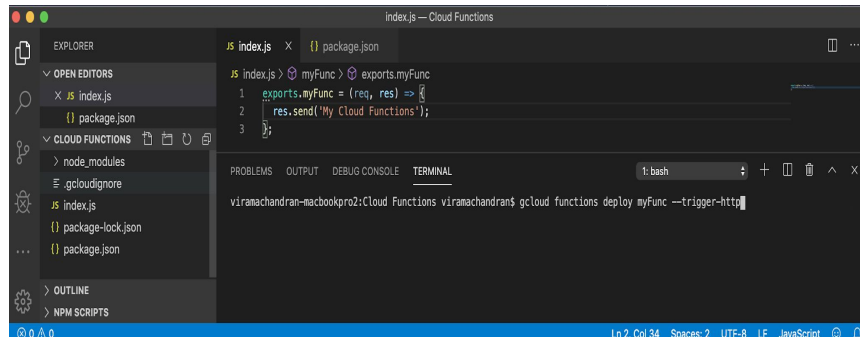 index.js — Cloud Functions
EXPLORER
OPEN EDITORS
JS index.js
{} package.json
CLOUD FUNCTIONS
node_modules
.gcloudignore
JS index.js
{} package-lock.json
{} package.json
OUTLINE
NPM SCRIPTS
JS index.js {} package.json
JS index.js > myFunc > exports.myFunc
1 exports.myFunc = (req, res) => {
2 res.send('My Cloud Functions');
3 };
PROBLEMS OUTPUT DEBUG CONSOLE TERMINAL 1: bash
viramachandran-macbookpro2:Cloud Functions viramachandran$ gcloud functions deploy myFunc --trigger-http
0 0 Ln 2, Col 34 Spaces: 2 UTF-8 LF JavaScript